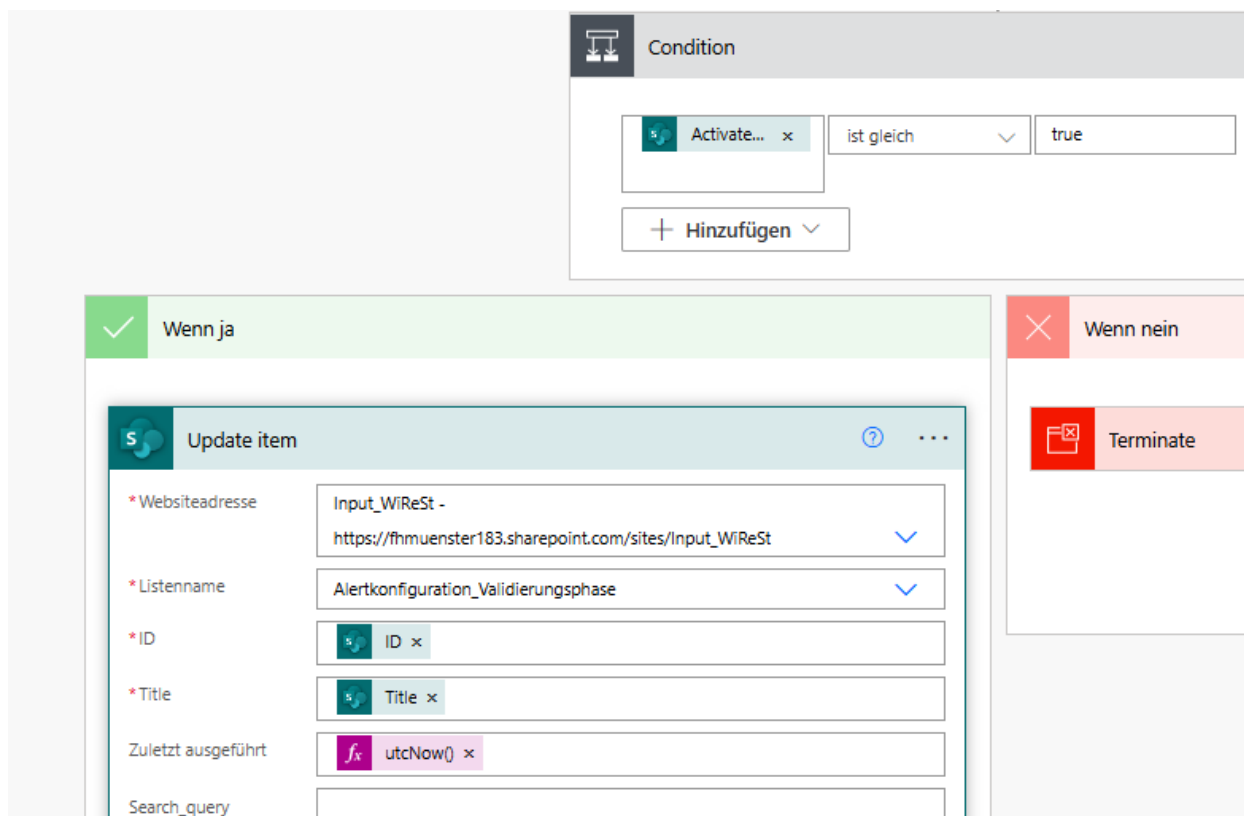 Condition
Activate... ×
ist gleich
true
Hinzufügen
Wenn ja
Wenn nein
Update item
Terminate
*Websiteadresse
Input_WiReSt -
https://fhmuenster183.sharepoint.com/sites/Input_WiReSt
*Listenname
Alertkonfiguration_Validierungsphase
*ID
ID ×
*Title
Title ×
Zuletzt ausgeführt
fx utcNow() ×
Search_query